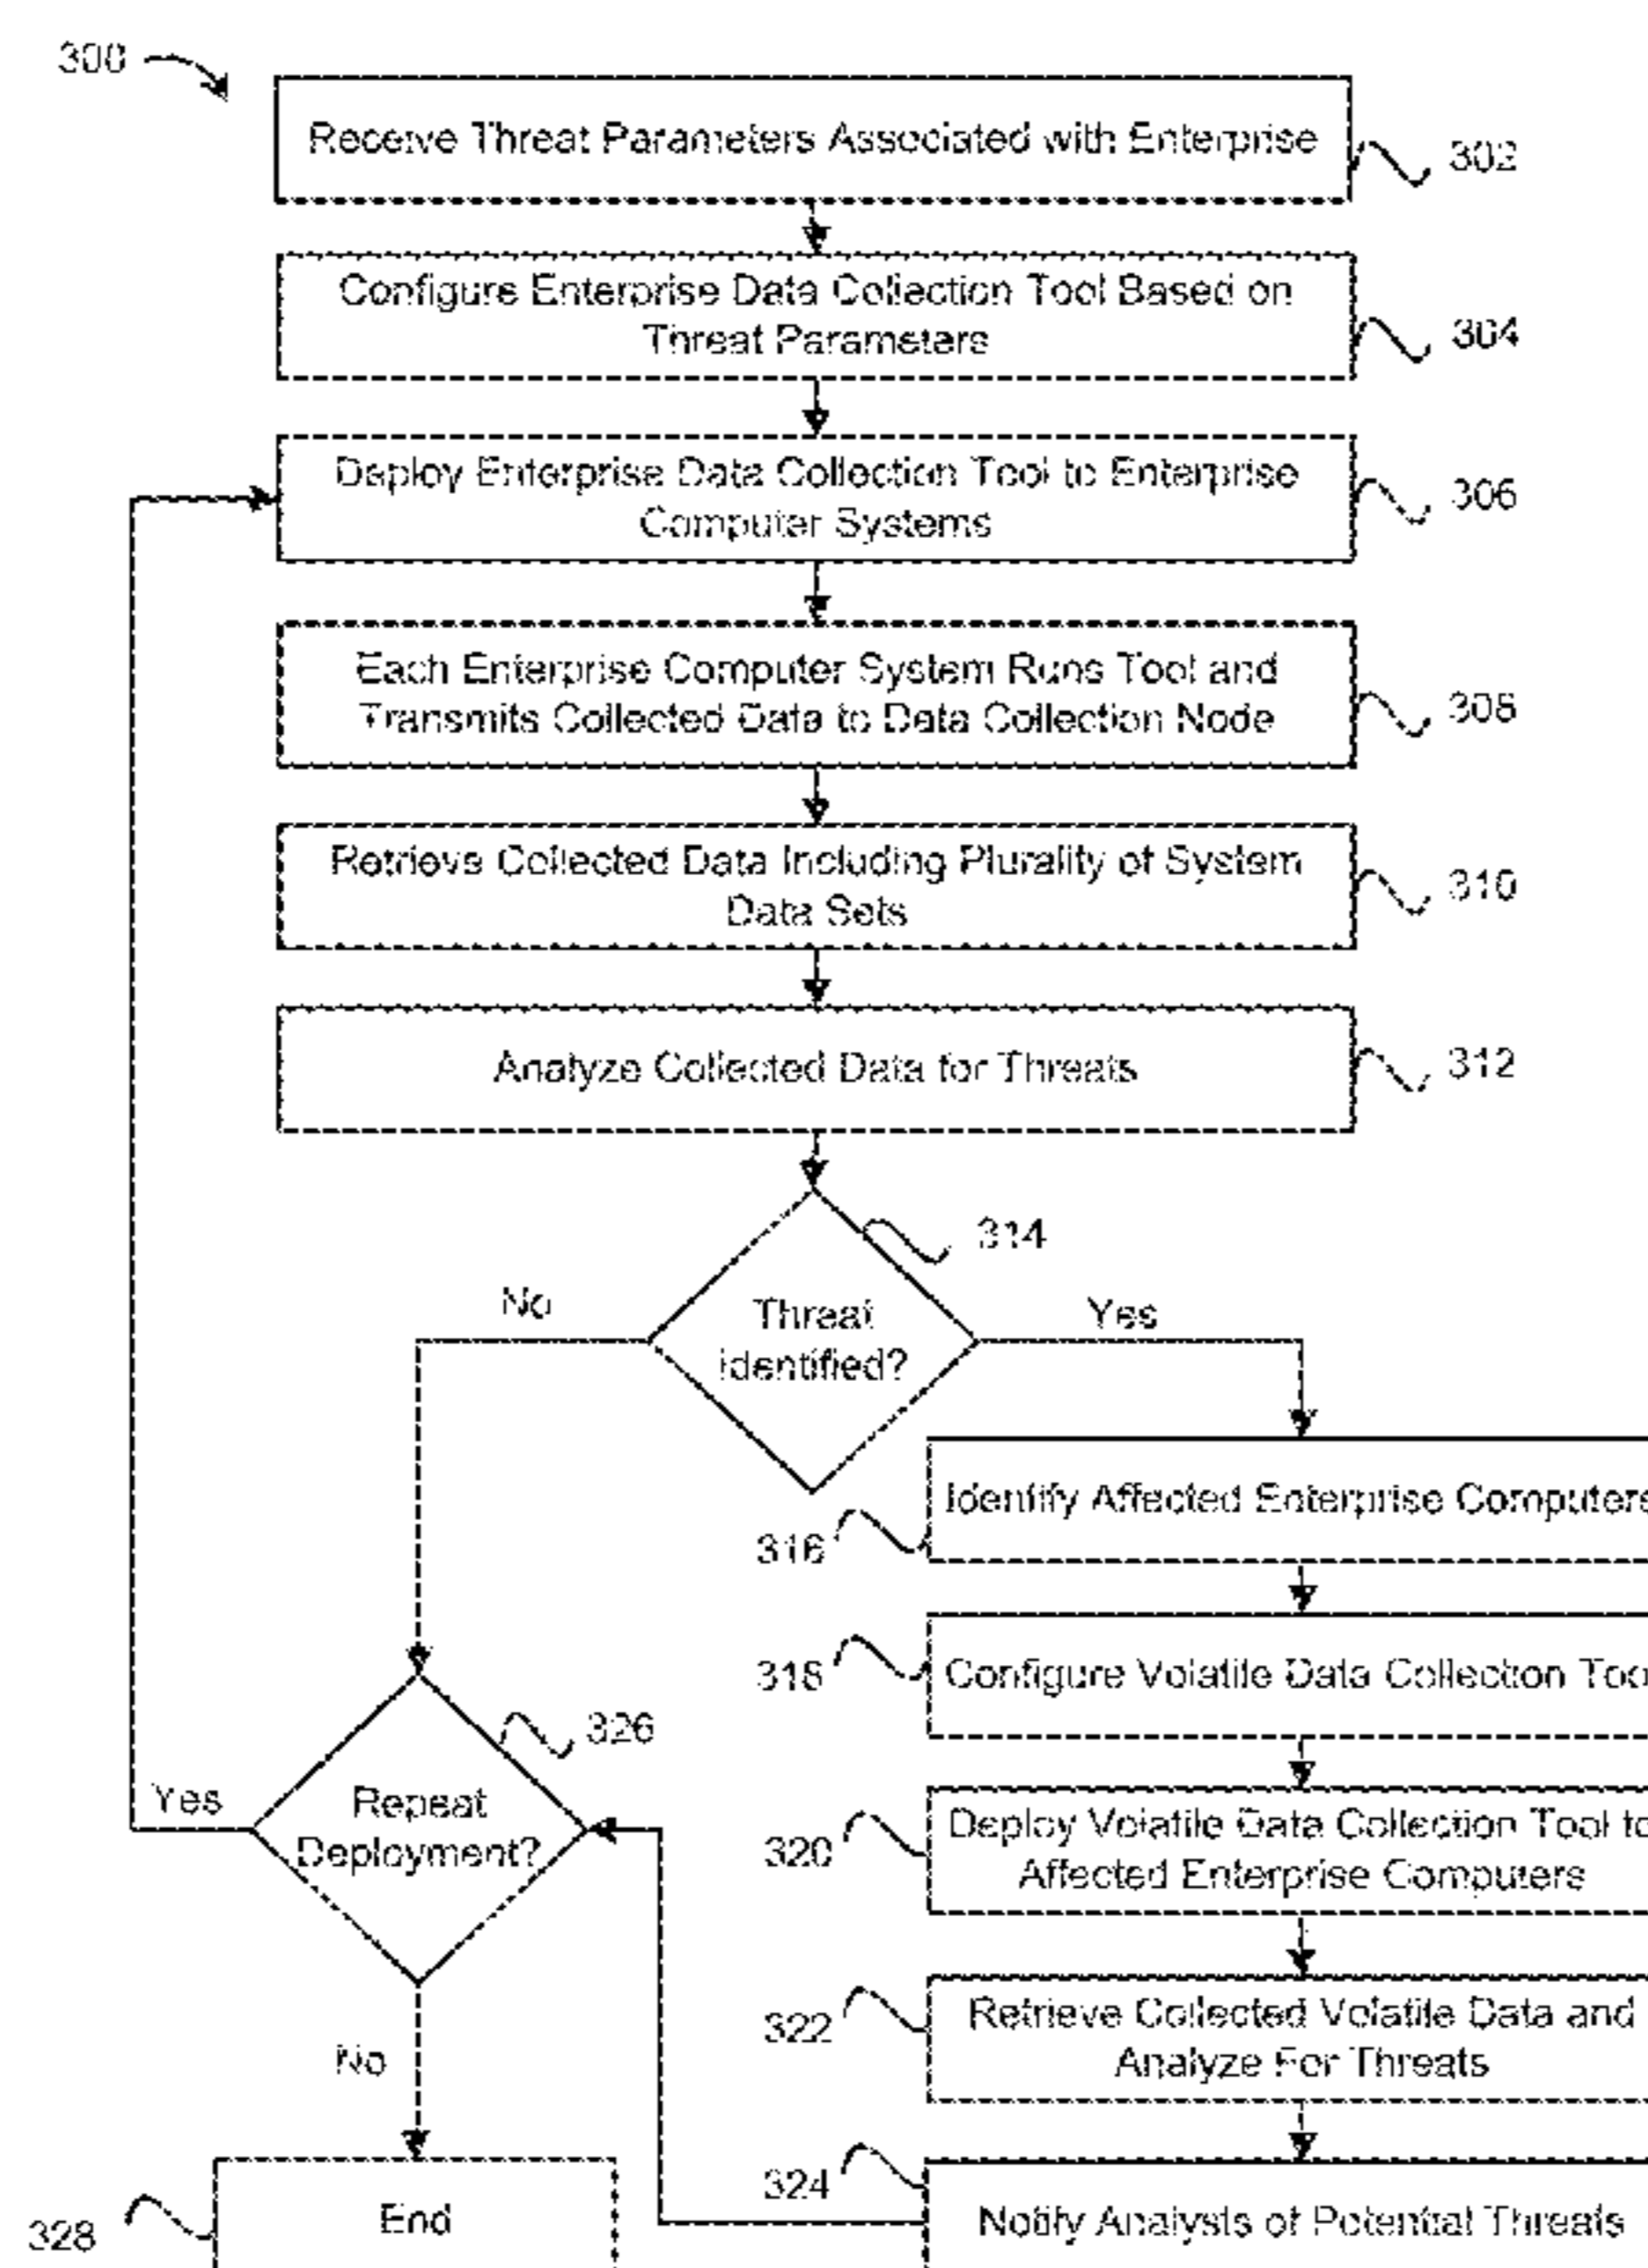 300
Receive Threat Parameters Associated with Enterprise
302
Configure Enterprise Data Collection Tool Based on
Threat Parameters
304
Deploy Enterprise Data Collection Tool to Enterprise
Computer Systems
306
Each Enterprise Computer System Runs Tool and
Transmits Collected Data to Data Collection Node
308
Retrieve Collected Data Including Plurality of System
Data Sets
310
Analyze Collected Data for Threats
312
314
No
Threat
identified?
Yes
Identify Affected Enterprise Computers
316
318
Configure Volatile Data Collection Too
326
Yes
Repeat
Deployment?
320
Deploy Volatile Data Collection Tool to
Affected Enterprise Computers
322
Retrieve Collected Volatile Data and
Analyze For Threats
No
324
Notify Analysts of Potential Threats
328
End